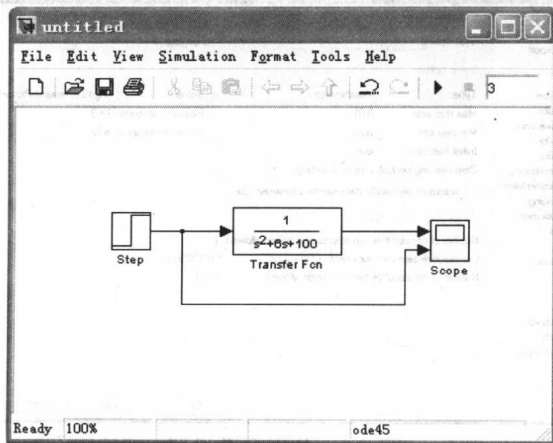 untitled
File Edit View Simulation Format Tools Help
3
Step
1
s²+6s+100
Transfer Fcn
Scope
Ready 100% ode45